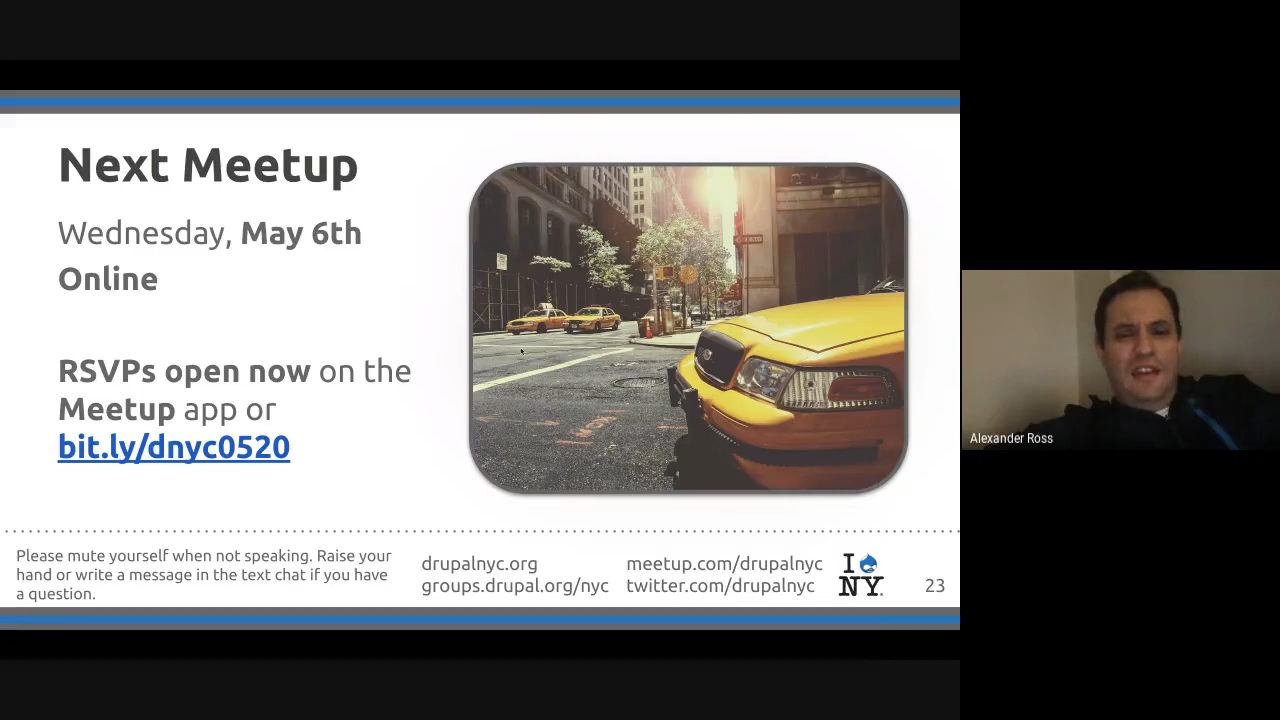 Next Meetup
Wednesday, May 6th
Online
RSVPs open now on the
Meetup app or
bit.ly/dnyc0520
Please mute yourself when not speaking. Raise your
hand or write a message in the text chat if you have
a question.
drupalnyc.org
groups.drupal.org/nyc
meetup.com/drupalnyc
twitter.com/drupalnyc
I
NY.
23
Alexander Ross